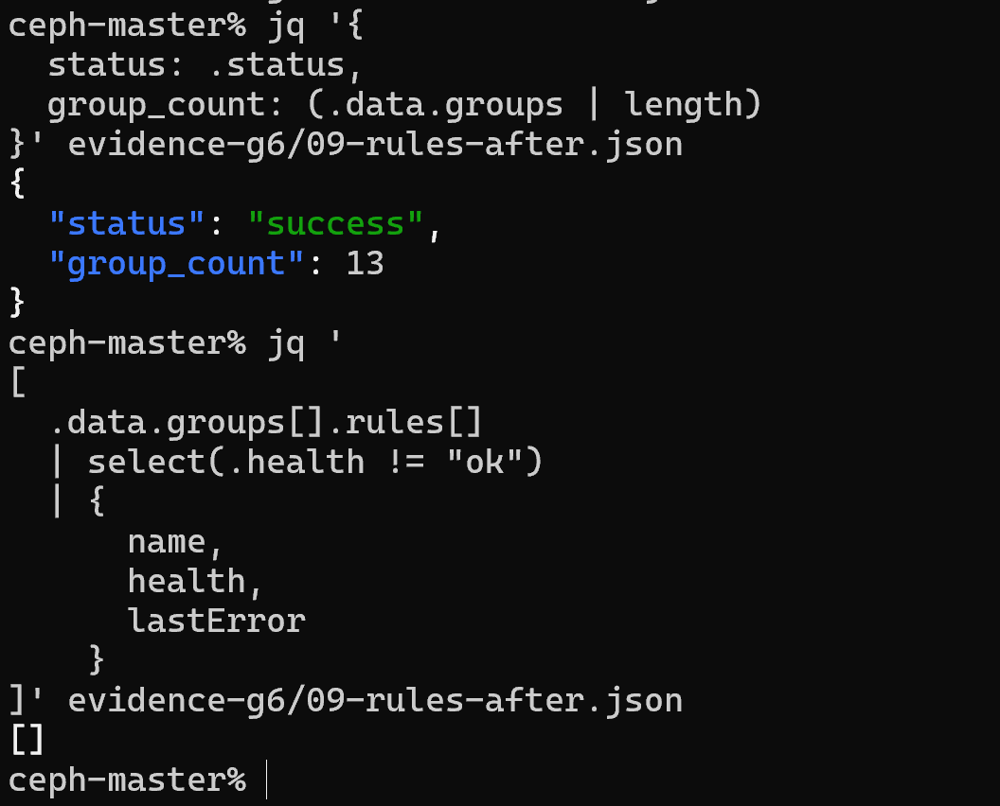 ceph-master% jq '{
  status: .status,
  group_count: (.data.groups | length)
}' evidence-g6/09-rules-after.json
{
  "status": "success",
  "group_count": 13
}
ceph-master% jq '
[
  .data.groups[].rules[]
  | select(.health != "ok")
  | {
      name,
      health,
      lastError
    }
]' evidence-g6/09-rules-after.json
[]
ceph-master%